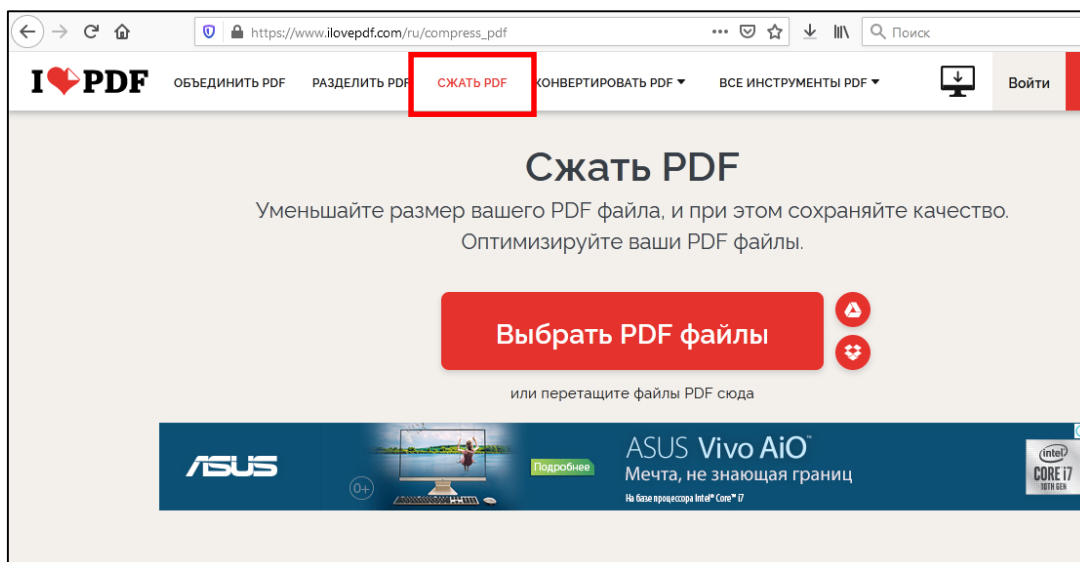 https://www.ilovepdf.com/ru/compress_pdf
Поиск
I PDF
ОБЪЕДИНИТЬ PDF
РАЗДЕЛИТЬ PDF
СЖАТЬ PDF
КОНВЕРТИРОВАТЬ PDF
ВСЕ ИНСТРУМЕНТЫ PDF
Войти
Сжать PDF
Уменьшайте размер вашего PDF файла, и при этом сохраняйте качество.
Оптимизируйте ваши PDF файлы.
Выбрать PDF файлы
или перетащите файлы PDF сюда
ASUS
0+
Подробнее
ASUS Vivo AiO™
Мечта, не знающая границ
На базе процессора Intel® Core™ i7
intel
CORE i7
10TH GEN